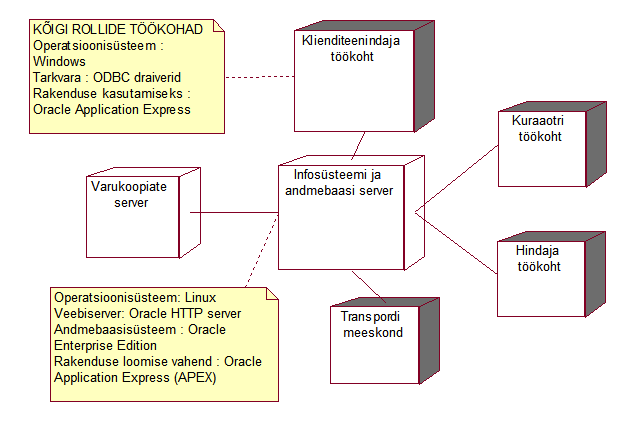 KÕIGI ROLLIDE TÖÖKOHAD
Operatsioonisüsteem :
Windows
Tarkvara : ODBC draiverid
Rakenduse kasutamiseks :
Oracle Application Express
Klienditeenindaja
töökoht
Kuraaotri
töökoht
Infosüsteemi ja
andmebaasi server
Varukoopiate
server
Hindaja
töökoht
Operatsioonisüsteem: Linux
Veebiserver: Oracle HTTP server
Andmebaasisüsteem : Oracle
Enterprise Edition
Rakenduse loomise vahend : Oracle
Application Express (APEX)
Transpordi
meeskond